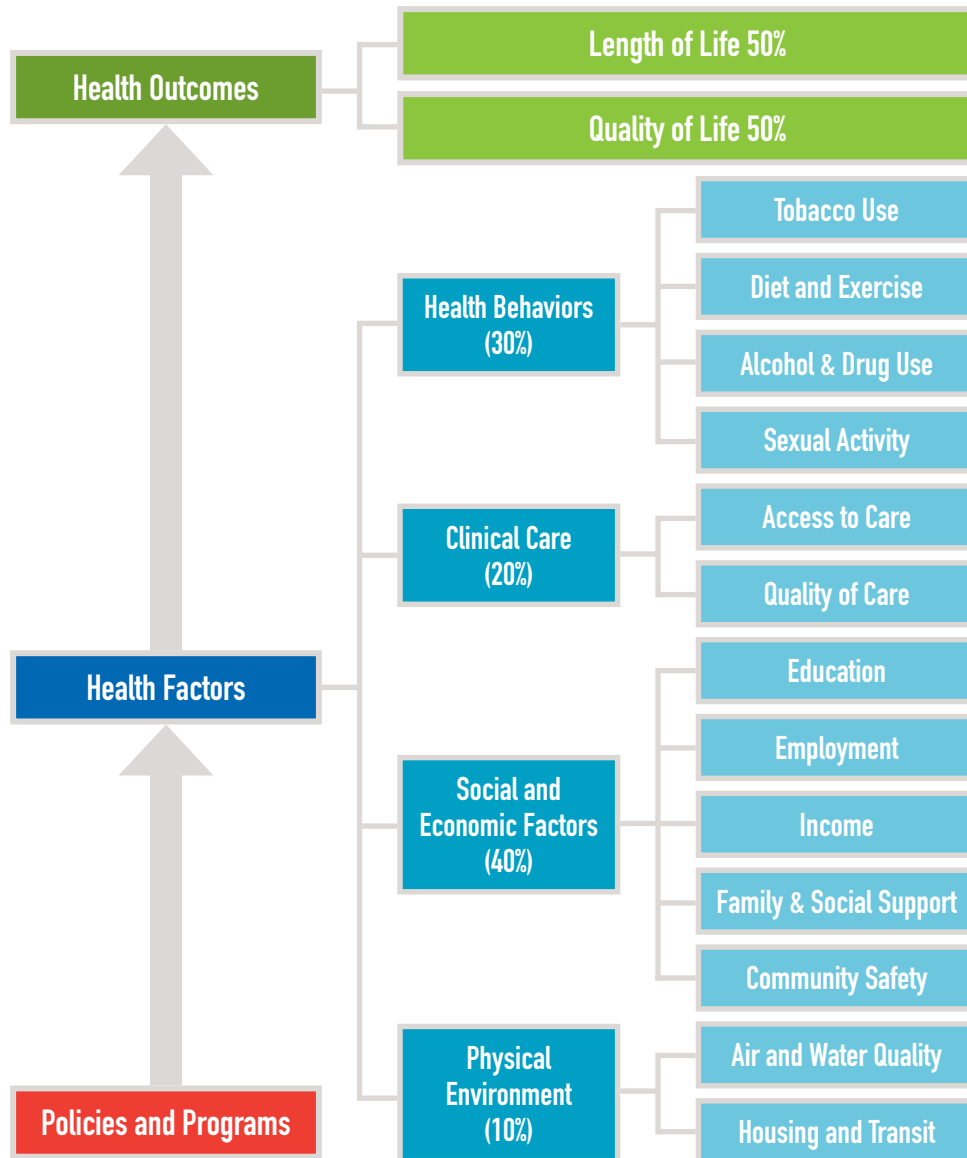 Length of Life 50%
Health Outcomes
Quality of Life 50%
Tobacco Use
Health Behaviors
(30%)
Diet and Exercise
Alcohol & Drug Use
Sexual Activity
Clinical Care
(20%)
Access to Care
Quality of Care
Health Factors
Education
Employment
Social and
Economic Factors
(40%)
Income
Family & Social Support
Community Safety
Physical
Environment
(10%)
Air and Water Quality
Housing and Transit
Policies and Programs